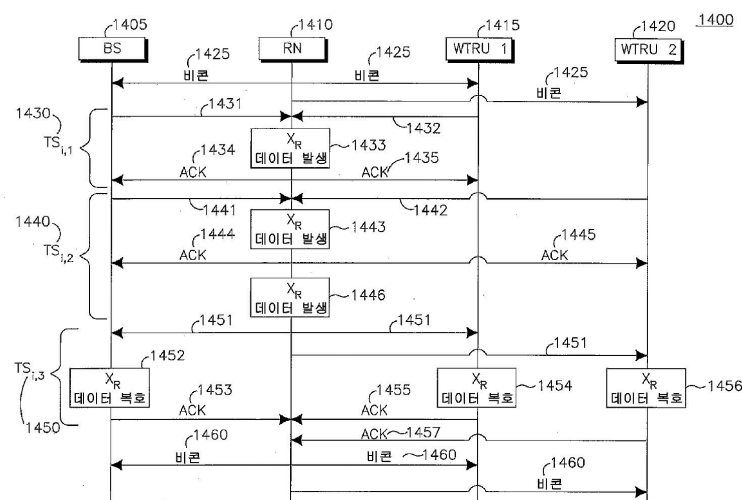 1405
1410
1415
1420
1400
BS
RN
WTRU 1
WTRU 2
1425
1425
비콘
비콘
1425
비콘
1430
TSi,1
1431
1432
XR
데이터 발생
1433
1434
ACK
1435
ACK
1440
TSi,2
1441
1442
XR
데이터 발생
1443
1444
ACK
1445
ACK
XR
데이터 발생
1446
1451
1451
1451
TSi,3
1450
1452
XR
데이터 복호
XR
데이터 복호
1454
XR
데이터 복호
1456
1453
ACK
1455
ACK
ACK
1457
1460
비콘
비콘
1460
1460
비콘